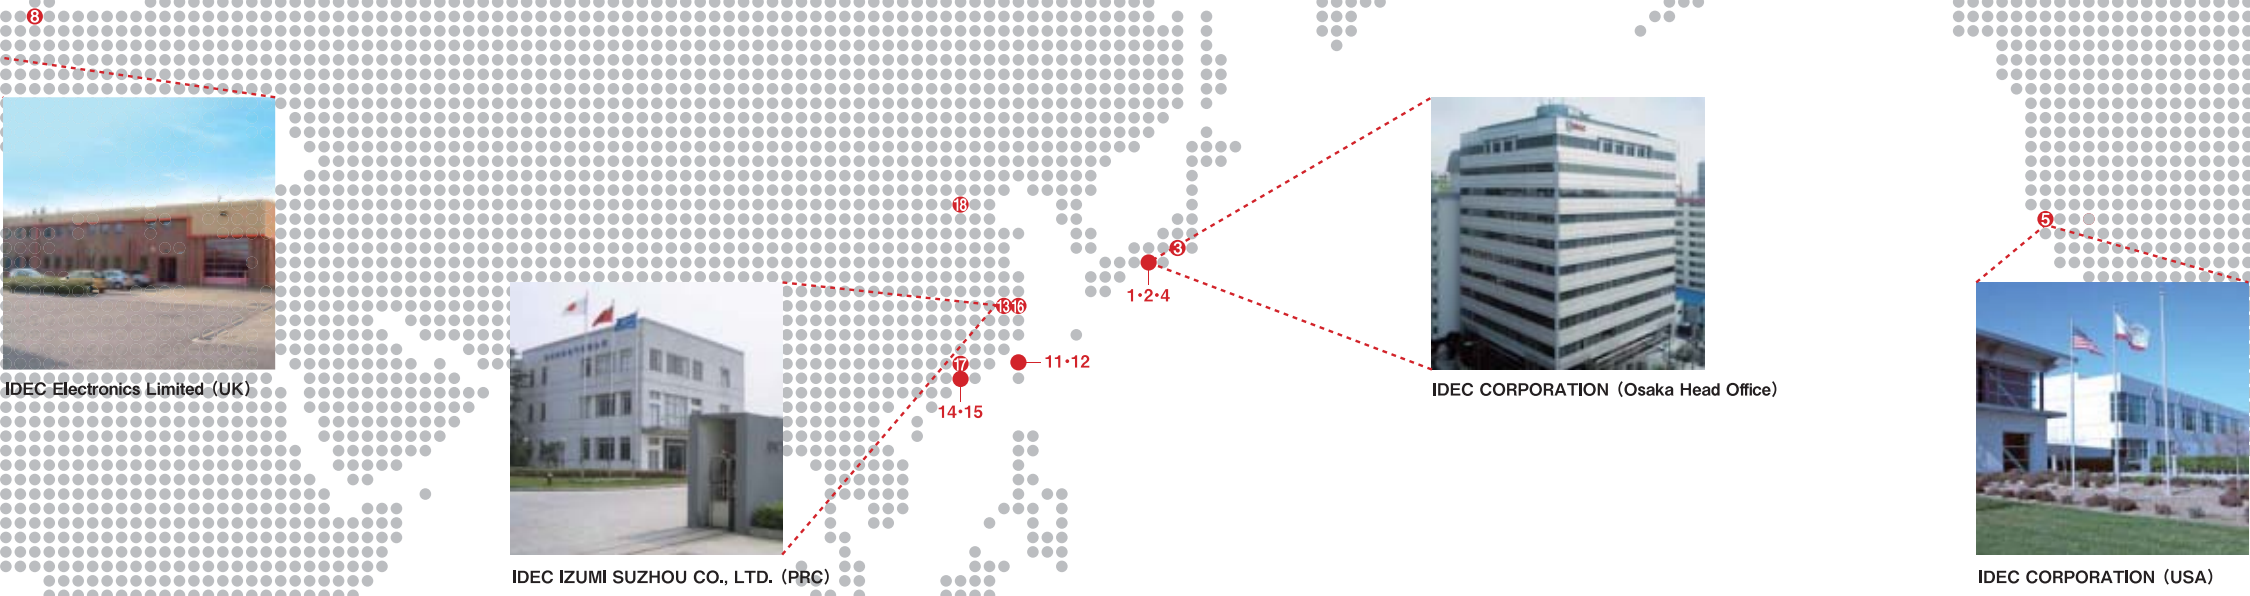 8
18
3
5
13 16
1・2・4
17
11・12
14・15
IDEC Electronics Limited (UK)
IDEC CORPORATION (Osaka Head Office)
IDEC IZUMI SUZHOU CO., LTD. (PRC)
IDEC CORPORATION (USA)